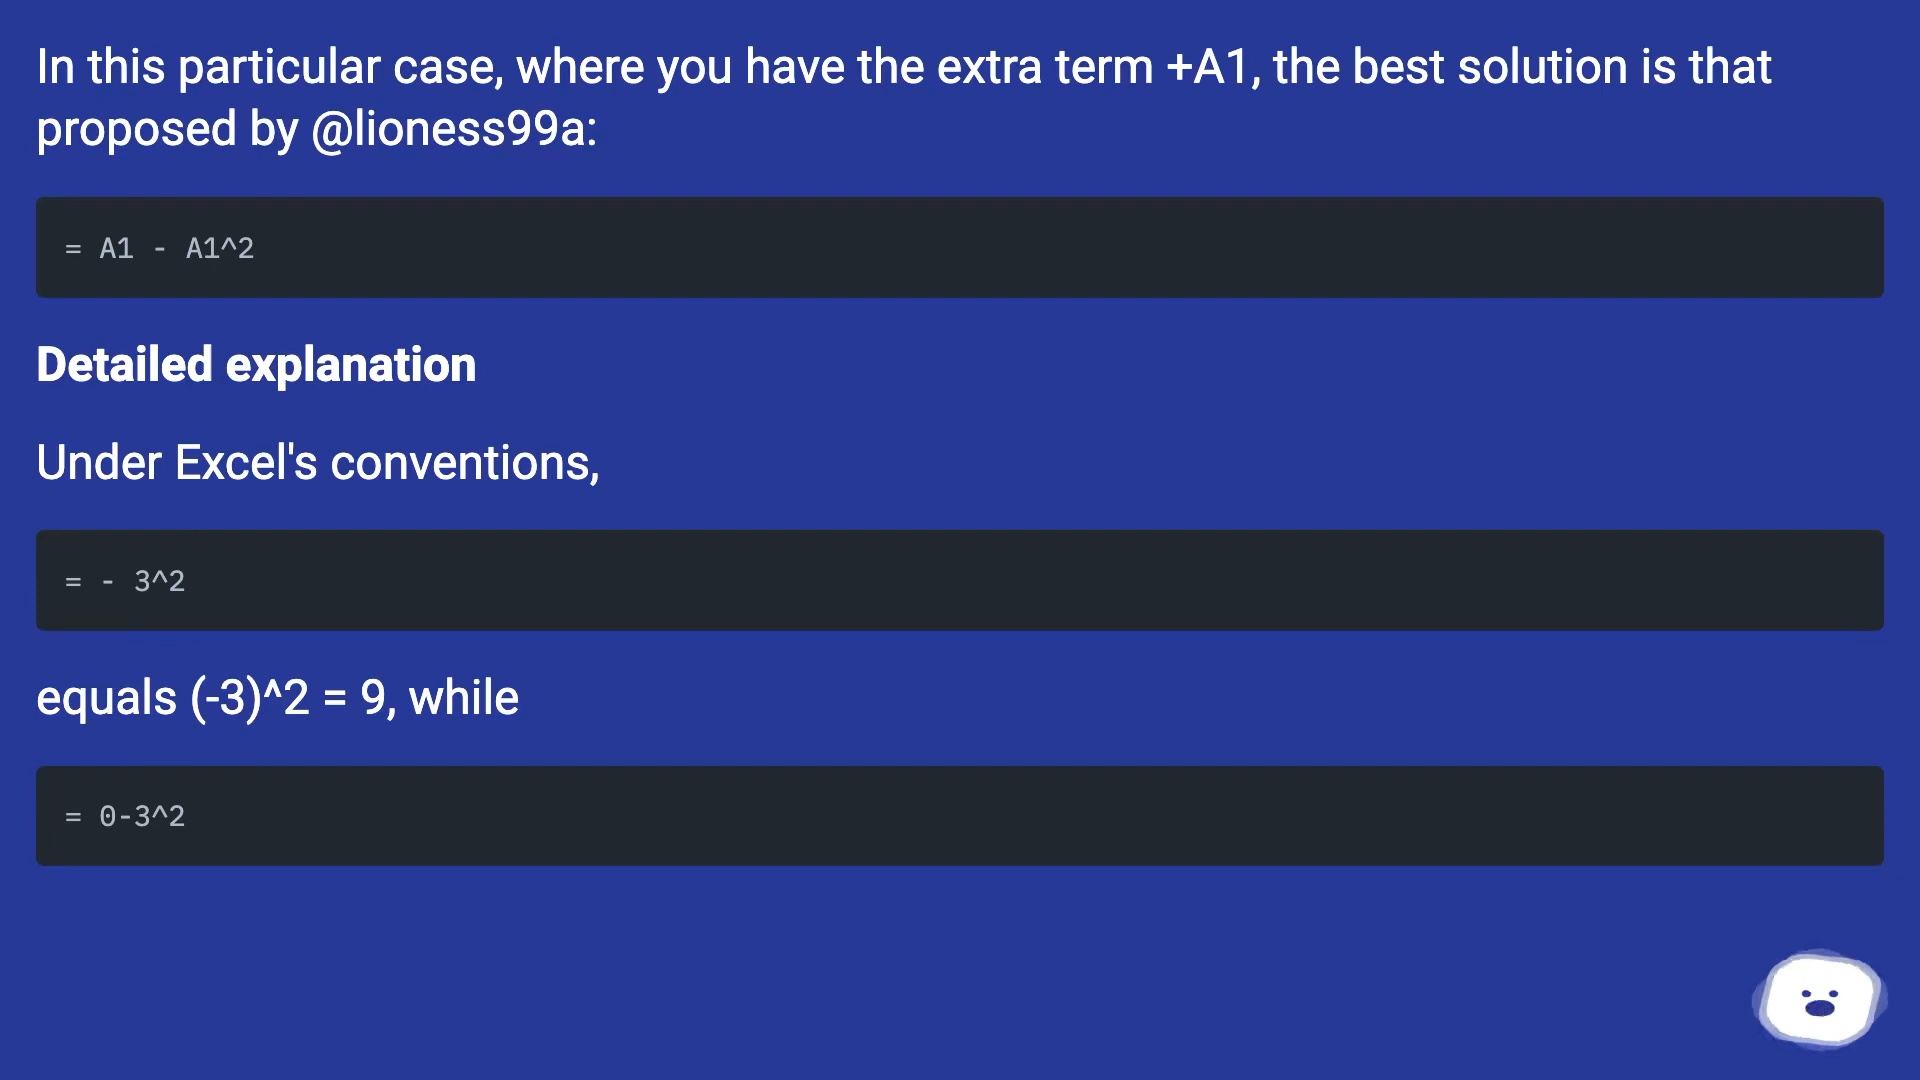 In this particular case, where you have the extra term +A1, the best solution is that
proposed by @lioness99a:
= A1 - A1^2
Detailed explanation
Under Excel's conventions,
= - 3^2
equals (-3)^2 = 9, while
= 0-3^2